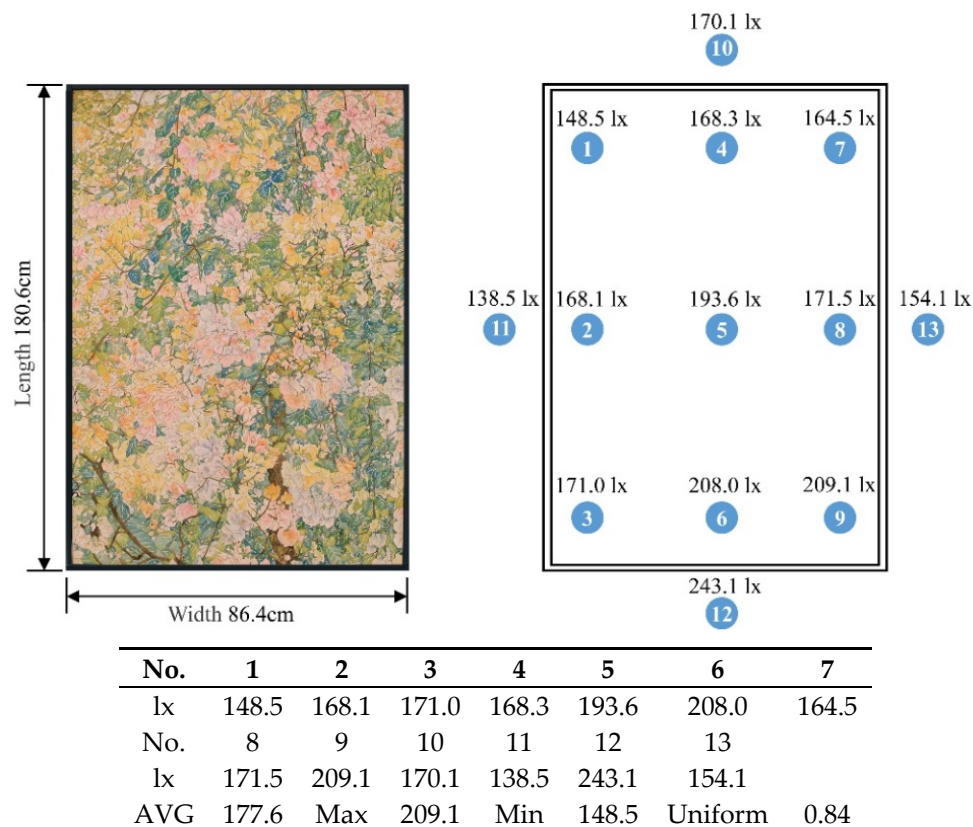 170.1 lx
10
148.5 lx 168.3 lx 164.5 lx
1 4 7
Length 180.6cm
138.5 lx 168.1 lx 193.6 lx 171.5 lx 154.1 lx
11 2 5 8 13
171.0 lx 208.0 lx 209.1 lx
3 6 9
243.1 lx
12
Width 86.4cm
No. 1 2 3 4 5 6 7
lx 148.5 168.1 171.0 168.3 193.6 208.0 164.5
No. 8 9 10 11 12 13
lx 171.5 209.1 170.1 138.5 243.1 154.1
AVG 177.6 Max 209.1 Min 148.5 Uniform 0.84